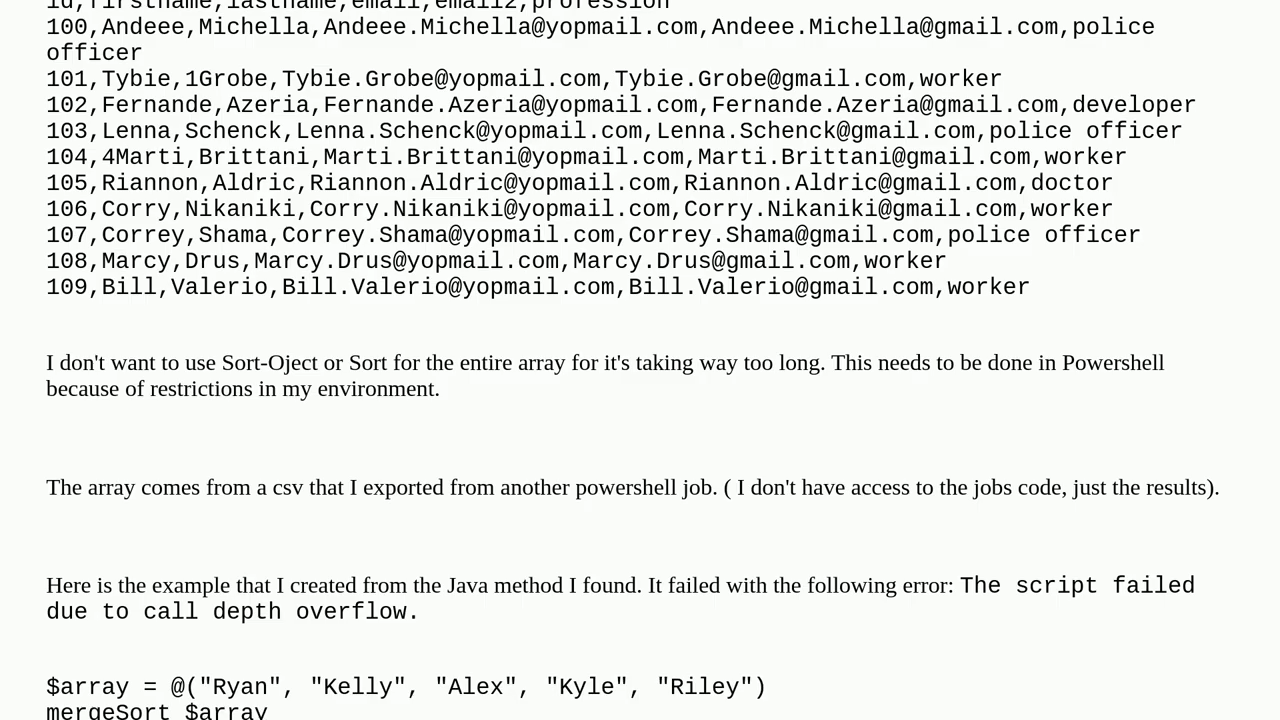 id,firstname,lastname,email,email2,profession
100,Andeee,Michella,Andeee.Michella@yopmail.com,Andeee.Michella@gmail.com,police
officer
101,Tybie,1Grobe,Tybie.Grobe@yopmail.com,Tybie.Grobe@gmail.com,worker
102,Fernande,Azeria,Fernande.Azeria@yopmail.com,Fernande.Azeria@gmail.com,developer
103,Lenna,Schenck,Lenna.Schenck@yopmail.com,Lenna.Schenck@gmail.com,police officer
104,4Marti,Brittani,Marti.Brittani@yopmail.com,Marti.Brittani@gmail.com,worker
105,Riannon,Aldric,Riannon.Aldric@yopmail.com,Riannon.Aldric@gmail.com,doctor
106,Corry,Nikaniki,Corry.Nikaniki@yopmail.com,Corry.Nikaniki@gmail.com,worker
107,Correy,Shama,Correy.Shama@yopmail.com,Correy.Shama@gmail.com,police officer
108,Marcy,Drus,Marcy.Drus@yopmail.com,Marcy.Drus@gmail.com,worker
109,Bill,Valerio,Bill.Valerio@yopmail.com,Bill.Valerio@gmail.com,worker
I don't want to use Sort-Oject or Sort for the entire array for it's taking way too long. This needs to be done in Powershell
because of restrictions in my environment.
The array comes from a csv that I exported from another powershell job. ( I don't have access to the jobs code, just the results).
Here is the example that I created from the Java method I found. It failed with the following error: The script failed
due to call depth overflow.
$array = @("Ryan", "Kelly", "Alex", "Kyle", "Riley")
mergeSort $array